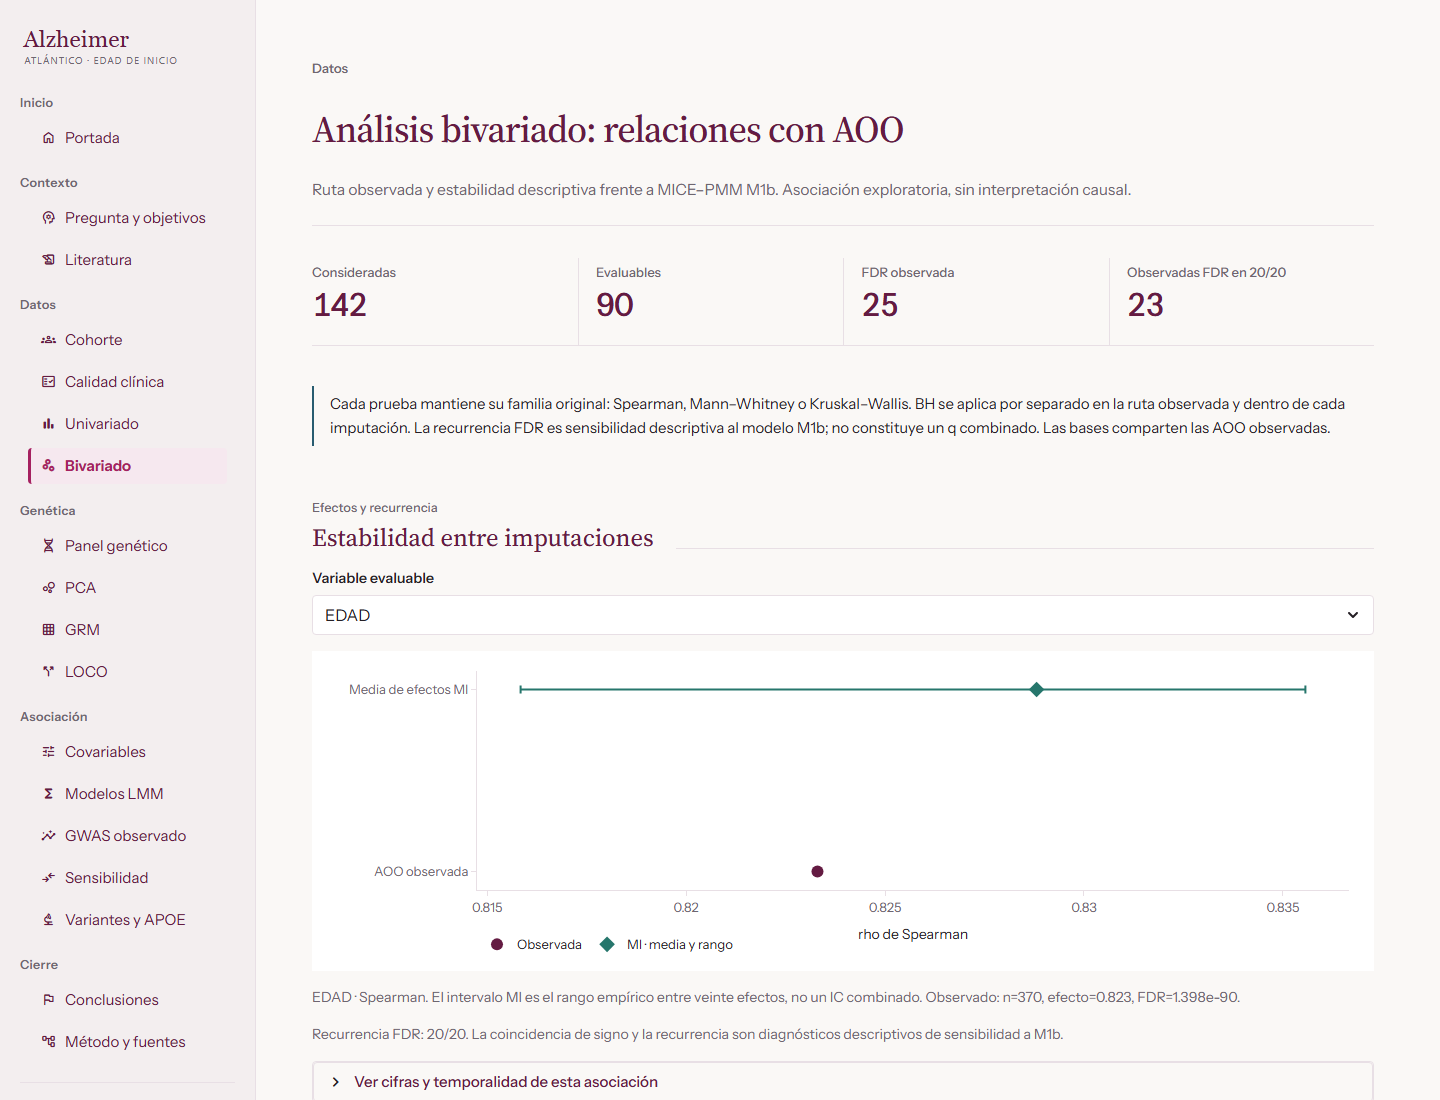 Alzheimer
ATLÁNTICO · EDAD DE INICIO
Inicio
Portada
Contexto
Pregunta y objetivos
Literatura
Datos
Cohorte
Calidad clínica
Univariado
Bivariado
Genética
Panel genético
PCA
GRM
LOCO
Asociación
Covariables
Modelos LMM
GWAS observado
Sensibilidad
Variantes y APOE
Cierre
Conclusiones
Método y fuentes
Datos
Análisis bivariado: relaciones con AOO
Ruta observada y estabilidad descriptiva frente a MICE–PMM M1b. Asociación exploratoria, sin interpretación causal.
Consideradas
142
Evaluables
90
FDR observada
25
Observadas FDR en 20/20
23
Cada prueba mantiene su familia original: Spearman, Mann–Whitney o Kruskal–Wallis. BH se aplica por separado en la ruta observada y dentro de cada
imputación. La recurrencia FDR es sensibilidad descriptiva al modelo M1b; no constituye un q combinado. Las bases comparten las AOO observadas.
Efectos y recurrencia
Estabilidad entre imputaciones
Variable evaluable
EDAD
Media de efectos MI
AOO observada
0.815 0.82 0.825 0.83 0.835
rho de Spearman
Observada MI · media y rango
EDAD · Spearman. El intervalo MI es el rango empírico entre veinte efectos, no un IC combinado. Observado: n=370, efecto=0.823, FDR=1.398e-90.
Recurrencia FDR: 20/20. La coincidencia de signo y la recurrencia son diagnósticos descriptivos de sensibilidad a M1b.
Ver cifras y temporalidad de esta asociación